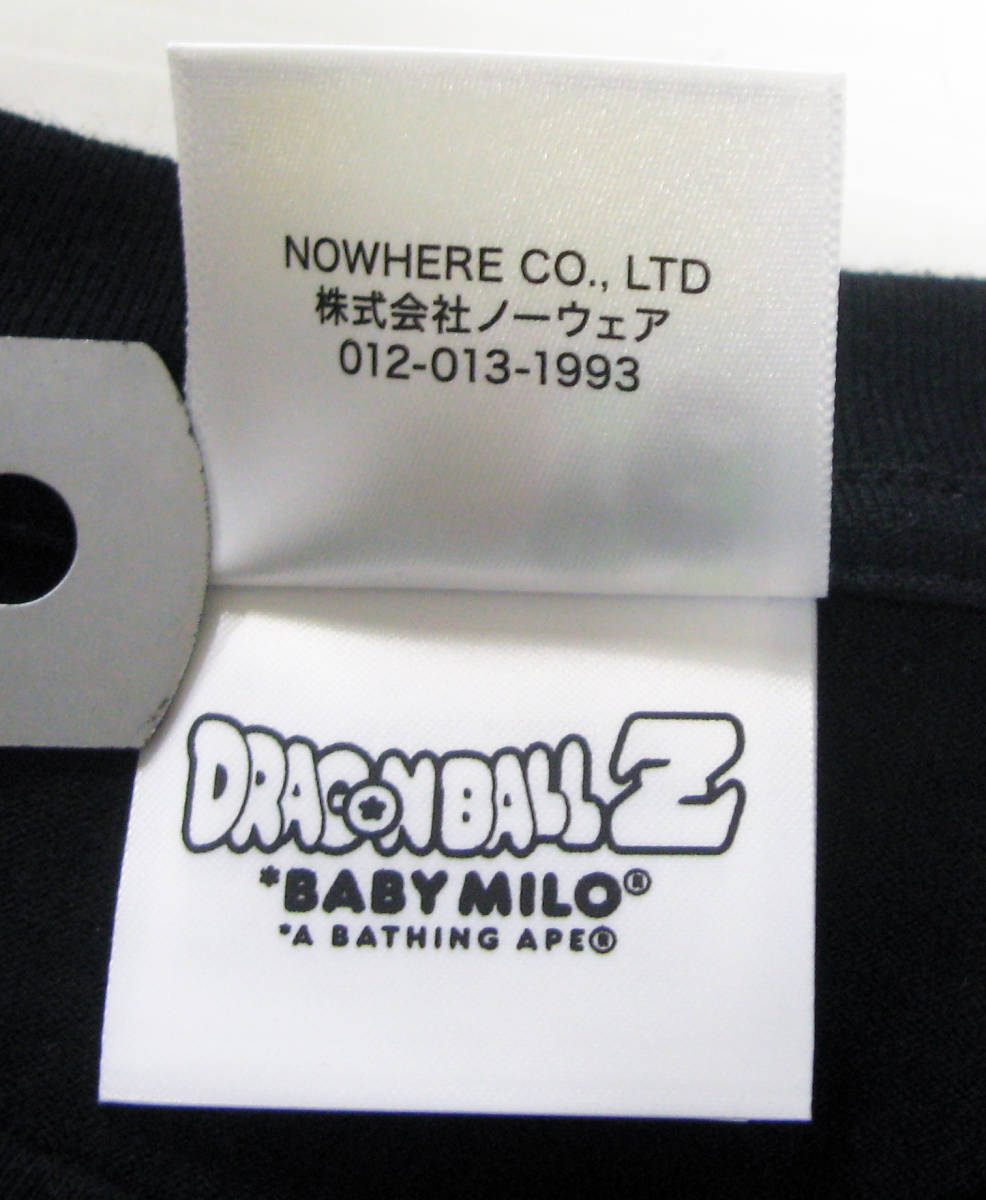 NOWHERE CO., LTD
株式会社ノーウェア
012-013-1993
DRAGONBALL Z
*BABY MILO®
*A BATHING APE®